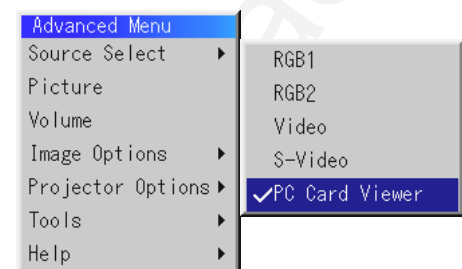 Advanced Menu
Source Select
Picture
Volume
Image Options
Projector Options
Tools
Help
RGB1
RGB2
Video
S-Video
PC Card Viewer